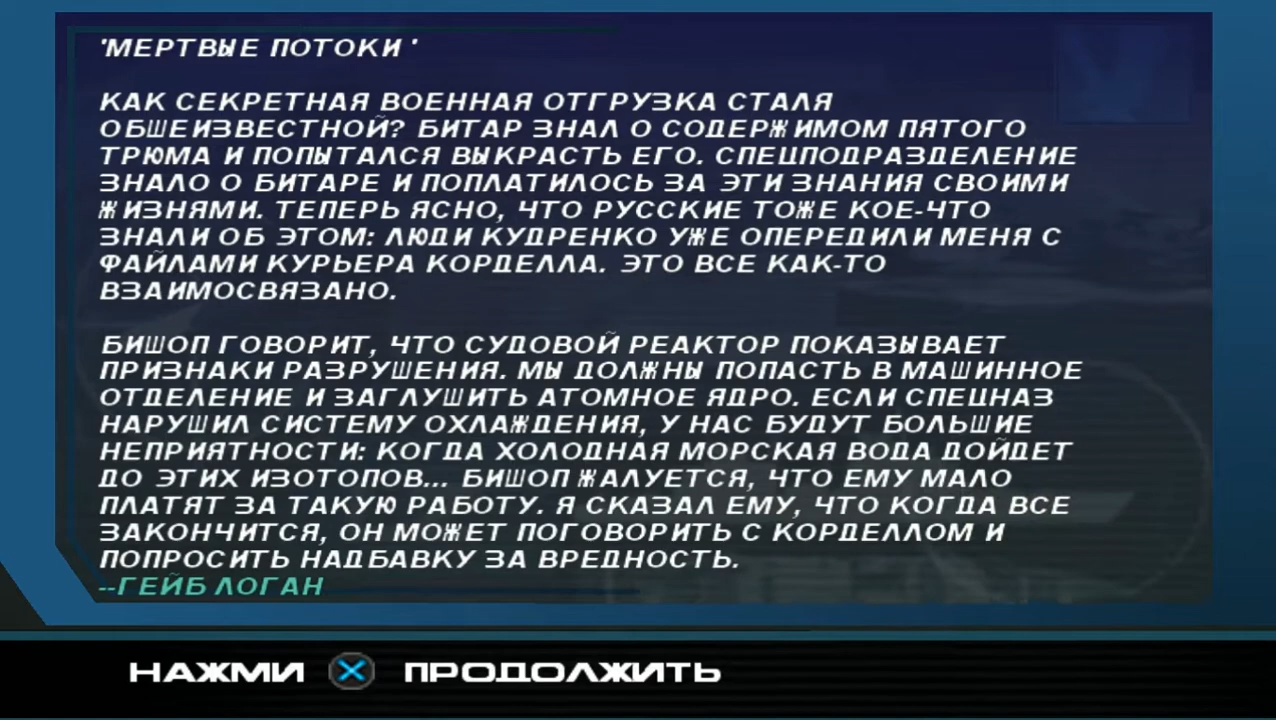 'МЕРТВЫЕ ПОТОКИ '
КАК СЕКРЕТНАЯ ВОЕННАЯ ОТГРУЗКА СТАЛЯ
ОБШЕИЗВЕСТНОЙ? БИТАР ЗНАЛ О СОДЕРЖИМОМ ПЯТОГО
ТРЮМА И ПОПЫТАЛСЯ ВЫКРАСТЬ ЕГО. СПЕЦПОДРАЗДЕЛЕНИЕ
ЗНАЛО О БИТАРЕ И ПОПЛАТИЛОСЬ ЗА ЭТИ ЗНАНИЯ СВОИМИ
ЖИЗНЯМИ. ТЕПЕРЬ ЯСНО, ЧТО РУССКИЕ ТОЖЕ КОЕ-ЧТО
ЗНАЛИ ОБ ЭТОМ: ЛЮДИ КУДРЕНКО УЖЕ ОПЕРЕДИЛИ МЕНЯ С
ФАЙЛАМИ КУРЬЕРА КОРДЕЛЛА. ЭТО ВСЕ КАК-ТО
ВЗАИМОСВЯЗАНО.
БИШОП ГОВОРИТ, ЧТО СУДОВОЙ РЕАКТОР ПОКАЗЫВАЕТ
ПРИЗНАКИ РАЗРУШЕНИЯ. МЫ ДОЛЖНЫ ПОПАСТЬ В МАШИННОЕ
ОТДЕЛЕНИЕ И ЗАГЛУШИТЬ АТОМНОЕ ЯДРО. ЕСЛИ СПЕЦНАЗ
НАРУШИЛ СИСТЕМУ ОХЛАЖДЕНИЯ, У НАС БУДУТ БОЛЬШИЕ
НЕПРИЯТНОСТИ: КОГДА ХОЛОДНАЯ МОРСКАЯ ВОДА ДОЙДЕТ
ДО ЭТИХ ИЗОТОПОВ... БИШОП ЖАЛУЕТСЯ, ЧТО ЕМУ МАЛО
ПЛАТЯТ ЗА ТАКУЮ РАБОТУ. Я СКАЗАЛ ЕМУ, ЧТО КОГДА ВСЕ
ЗАКОНЧИТСЯ, ОН МОЖЕТ ПОГОВОРИТЬ С КОРДЕЛЛОМ И
ПОПРОСИТЬ НАДБАВКУ ЗА ВРЕДНОСТЬ.
--ГЕЙБ ЛОГАН
НАЖМИ ПРОДОЛЖИТЬ